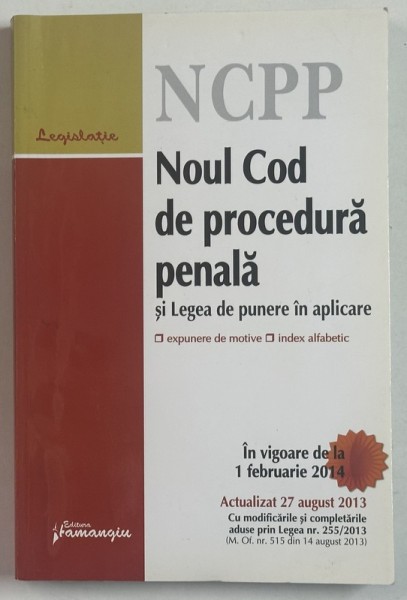 NCPP
Legislație
Noul Cod
de procedură
penală
și Legea de punere în aplicare
❒ expunere de motive ❒ index alfabetic
În vigoare de la
1 februarie 2014
Actualizat 27 august 2013
Cu modificările și completările
aduse prin Legea nr. 255/2013
(M. Of. nr. 515 din 14 august 2013)
Editura
Hamangiu